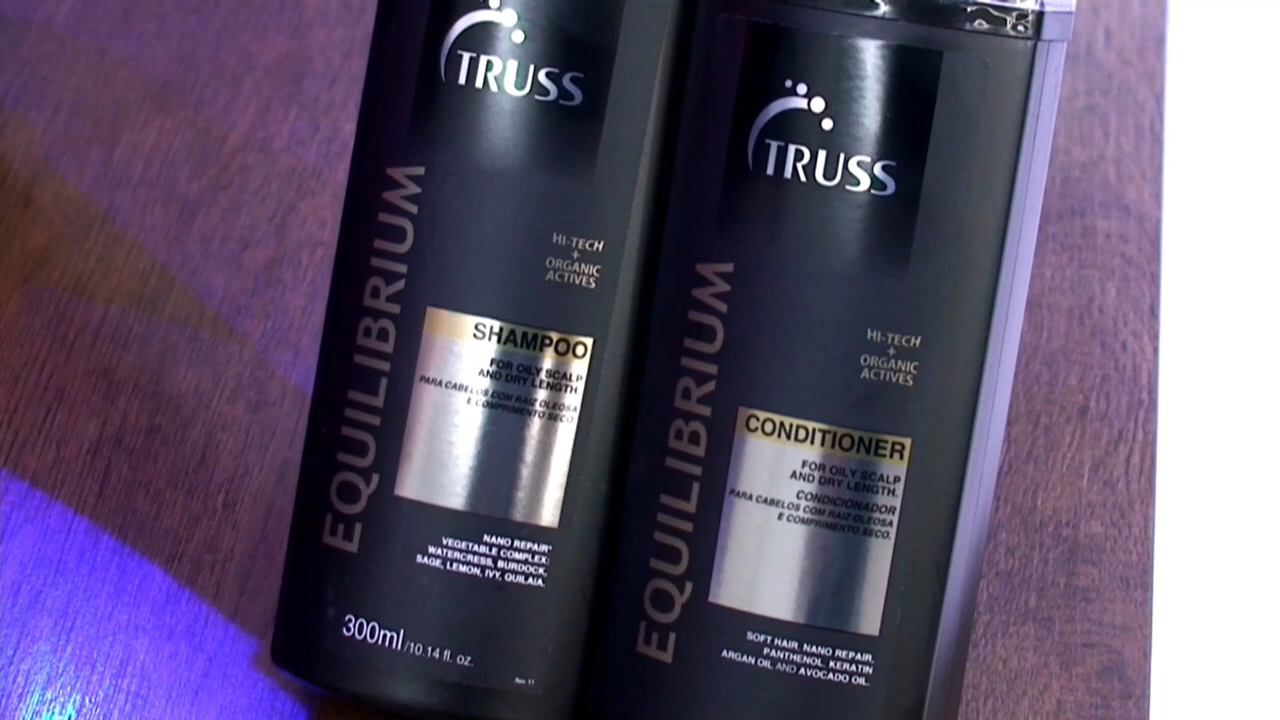 TRUSS
EQUILIBRIUM
HI-TECH
+
ORGANIC
ACTIVES
SHAMPOO
FOR OILY SCALP
AND DRY LENGTH.
PARA CABELOS COM RAIZ OLEOSA
E COMPRIMENTO SECO
NANO REPAIR*
VEGETABLE COMPLEX:
WATERCRESS, BURDOCK,
SAGE, LEMON, IVY, QUILAIA.
300ml/10.14 fl. oz.
TRUSS
EQUILIBRIUM
HI-TECH
+
ORGANIC
ACTIVES
CONDITIONER
FOR OILY SCALP
AND DRY LENGTH.
CONDICIONADOR
PARA CABELOS COM RAIZ OLEOSA
E COMPRIMENTO SECO.
SOFT HAIR, NANO REPAIR,
PANTHENOL, KERATIN
ARGAN OIL AND AVOCADO OIL.